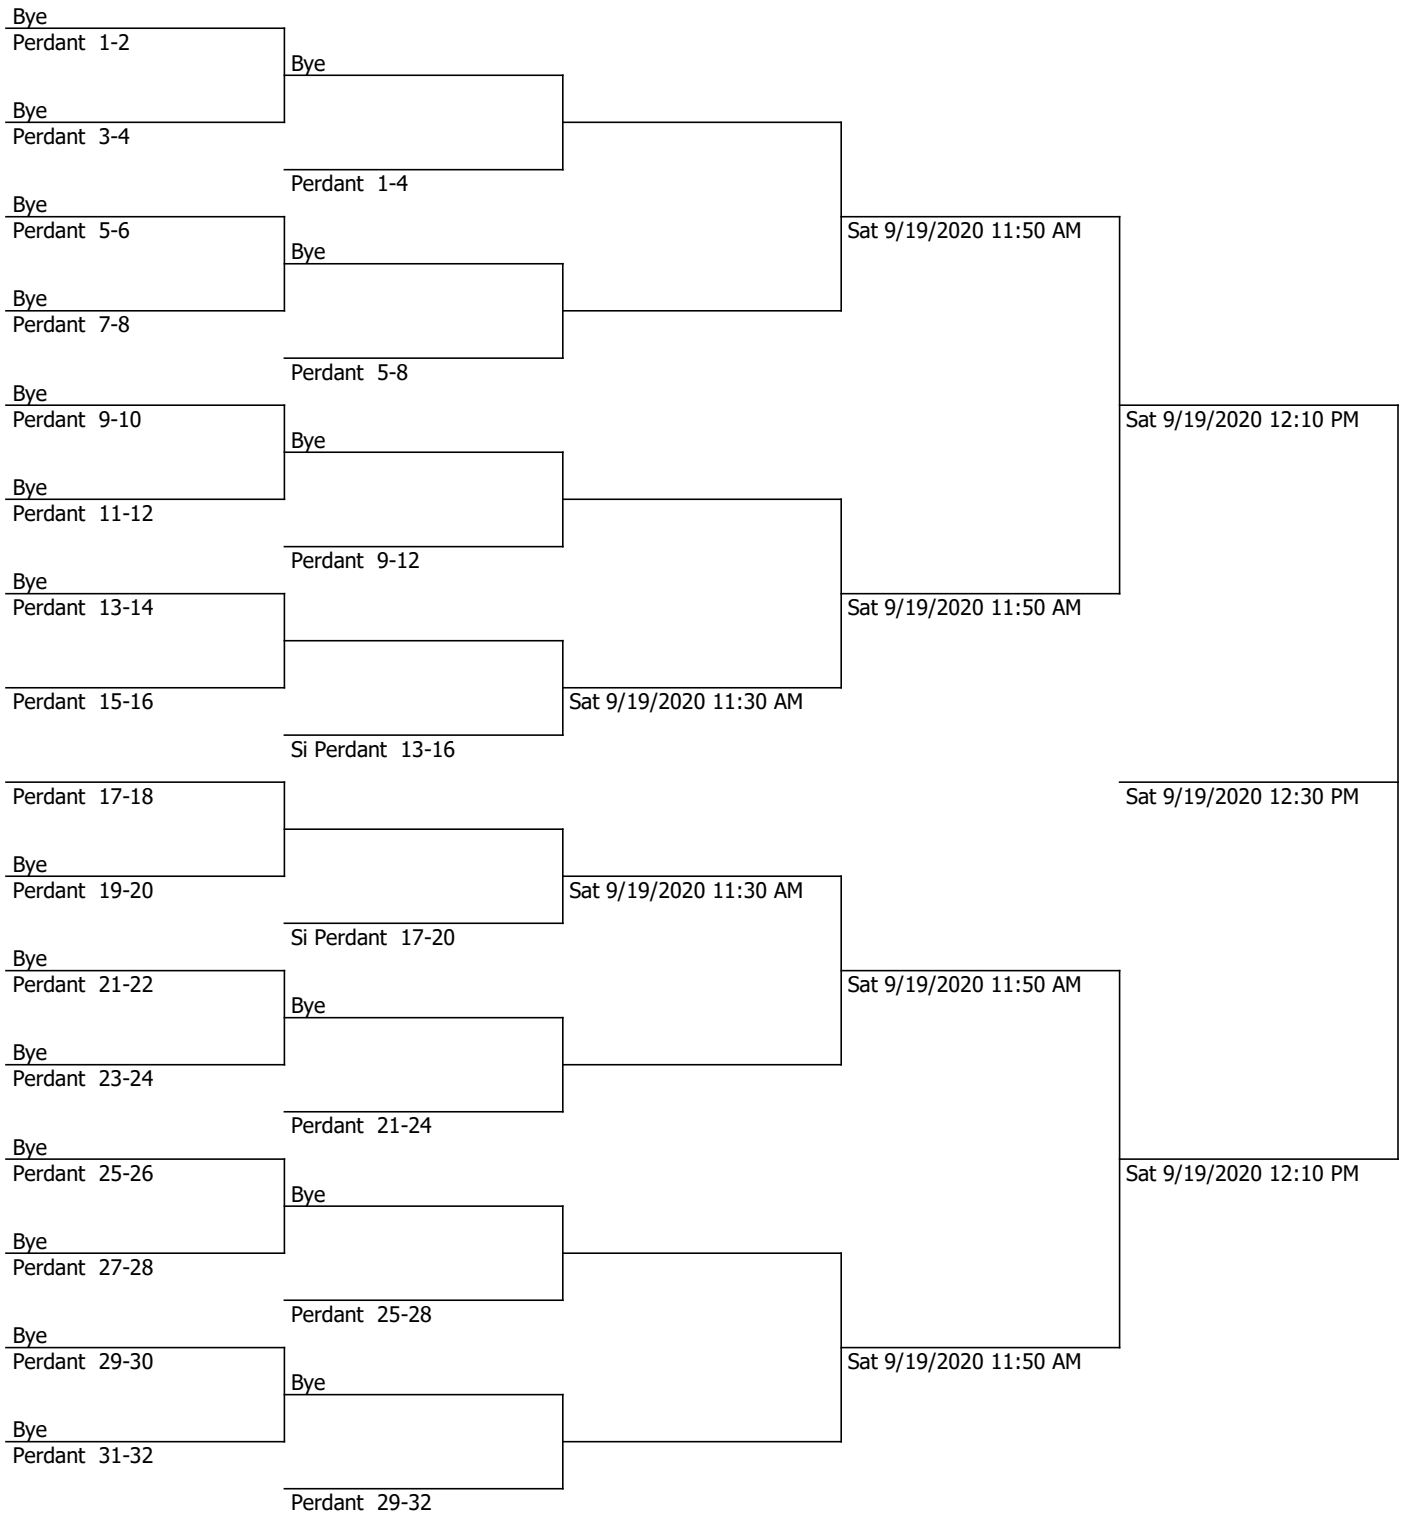 Bye
Perdant 1-2
Bye
Bye
Perdant 3-4
Perdant 1-4
Bye
Perdant 5-6
Sat 9/19/2020 11:50 AM
Bye
Bye
Perdant 7-8
Perdant 5-8
Bye
Perdant 9-10
Sat 9/19/2020 12:10 PM
Bye
Bye
Perdant 11-12
Perdant 9-12
Bye
Perdant 13-14
Sat 9/19/2020 11:50 AM
Perdant 15-16
Sat 9/19/2020 11:30 AM
Si Perdant 13-16
Perdant 17-18
Sat 9/19/2020 12:30 PM
Bye
Perdant 19-20
Sat 9/19/2020 11:30 AM
Si Perdant 17-20
Bye
Perdant 21-22
Sat 9/19/2020 11:50 AM
Bye
Bye
Perdant 23-24
Perdant 21-24
Bye
Perdant 25-26
Sat 9/19/2020 12:10 PM
Bye
Bye
Perdant 27-28
Perdant 25-28
Bye
Perdant 29-30
Sat 9/19/2020 11:50 AM
Bye
Bye
Perdant 31-32
Perdant 29-32